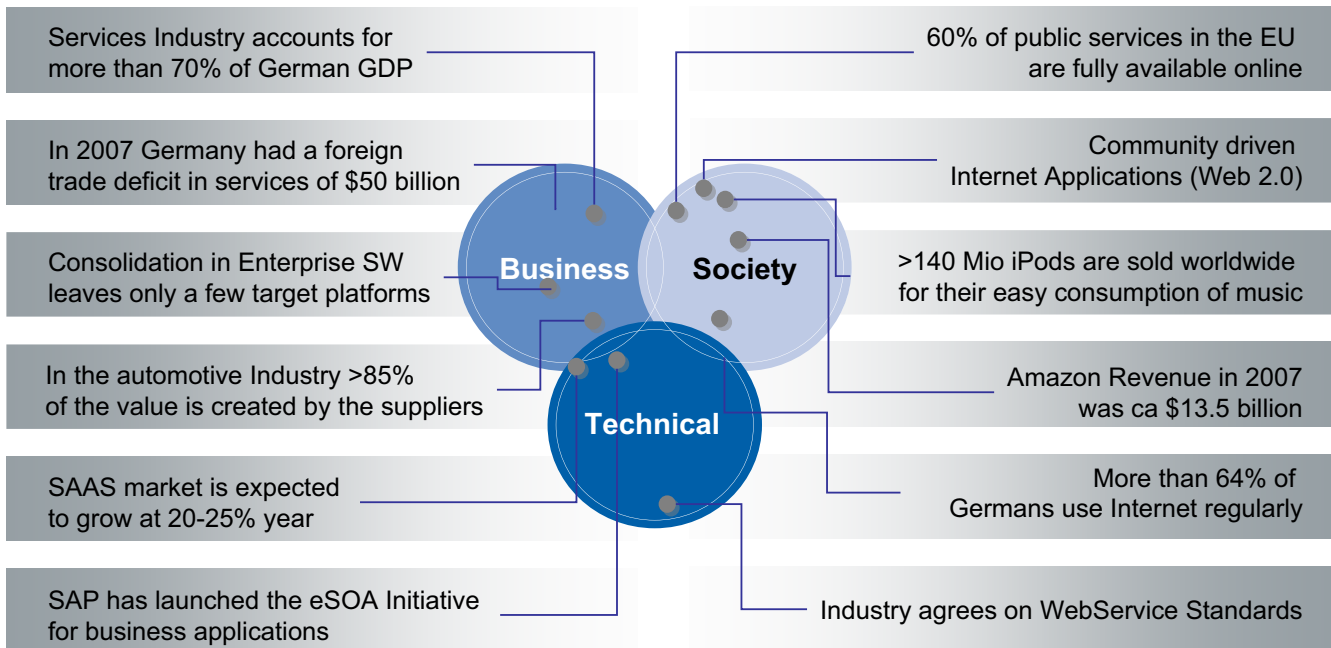 Services Industry accounts for
more than 70% of German GDP
In 2007 Germany had a foreign
trade deficit in services of $50 billion
Consolidation in Enterprise SW
leaves only a few target platforms
In the automotive Industry >85%
of the value is created by the suppliers
SAAS market is expected
to grow at 20-25% year
SAP has launched the eSOA Initiative
for business applications
Business
Society
Technical
60% of public services in the EU
are fully available online
Community driven
Internet Applications (Web 2.0)
>140 Mio iPods are sold worldwide
for their easy consumption of music
Amazon Revenue in 2007
was ca $13.5 billion
More than 64% of
Germans use Internet regularly
Industry agrees on WebService Standards